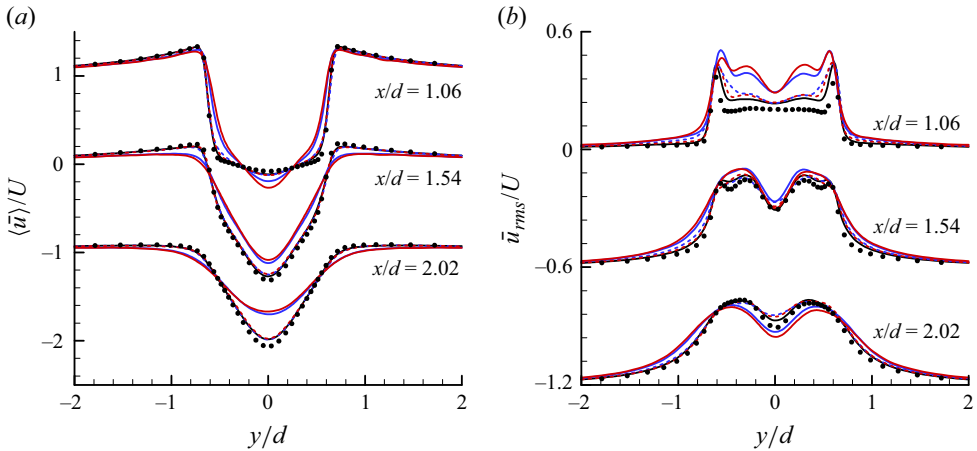 (a)
1
0
−1
−2
⟨ū⟩/U
x/d = 1.06
x/d = 1.54
x/d = 2.02
−2
−1
0
1
2
y/d
(b)
0.6
0
−0.6
−1.2
ū_rms/U
x/d = 1.06
x/d = 1.54
x/d = 2.02
−2
−1
0
1
2
y/d